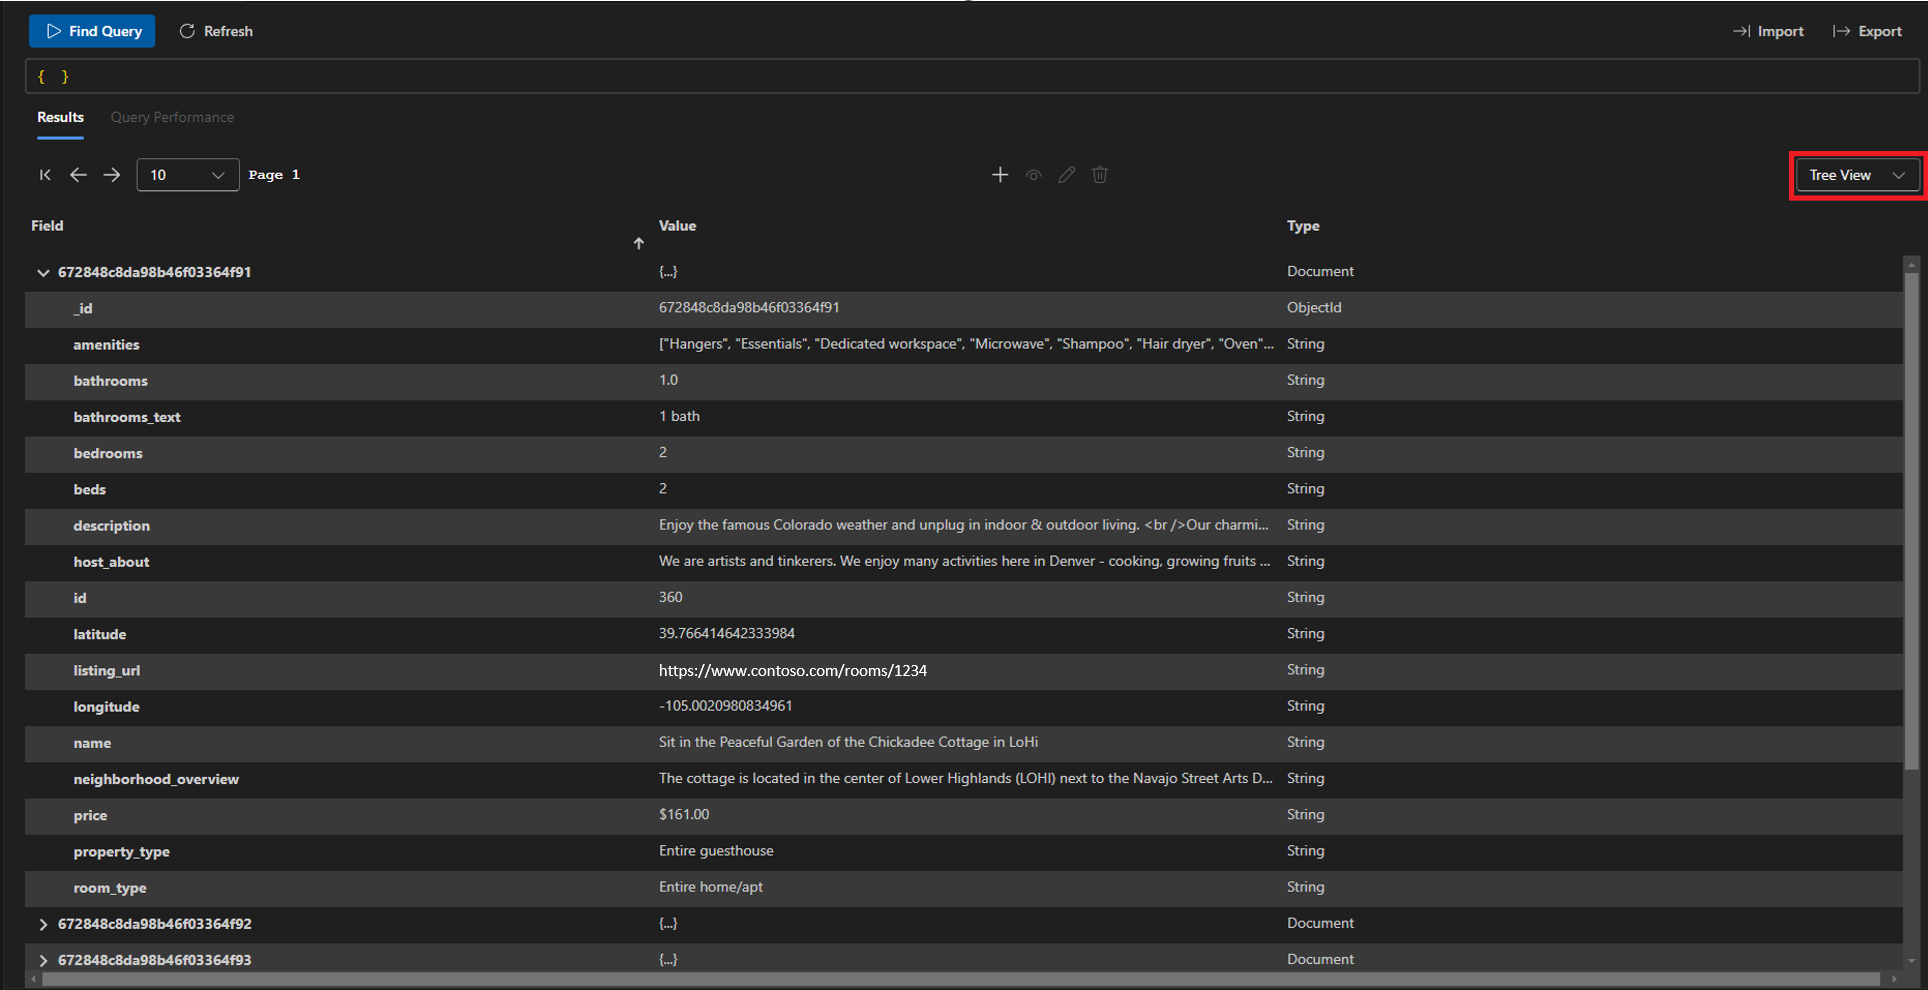 Find Query Refresh Import Export
{ }
Results Query Performance
10 Page 1 Tree View
Field Value Type
672848c8da98b46f03364f91 {...} Document
_id 672848c8da98b46f03364f91 ObjectId
amenities ["Hangers", "Essentials", "Dedicated workspace", "Microwave", "Shampoo", "Hair dryer", "Oven"... String
bathrooms 1.0 String
bathrooms_text 1 bath String
bedrooms 2 String
beds 2 String
description Enjoy the famous Colorado weather and unplug in indoor & outdoor living. <br />Our charmi... String
host_about We are artists and tinkerers. We enjoy many activities here in Denver - cooking, growing fruits ... String
id 360 String
latitude 39.766414642333984 String
listing_url https://www.contoso.com/rooms/1234 String
longitude -105.0020980834961 String
name Sit in the Peaceful Garden of the Chickadee Cottage in LoHi String
neighborhood_overview The cottage is located in the center of Lower Highlands (LOHI) next to the Navajo Street Arts D... String
price $161.00 String
property_type Entire guesthouse String
room_type Entire home/apt String
672848c8da98b46f03364f92 {...} Document
672848c8da98b46f03364f93 {...} Document